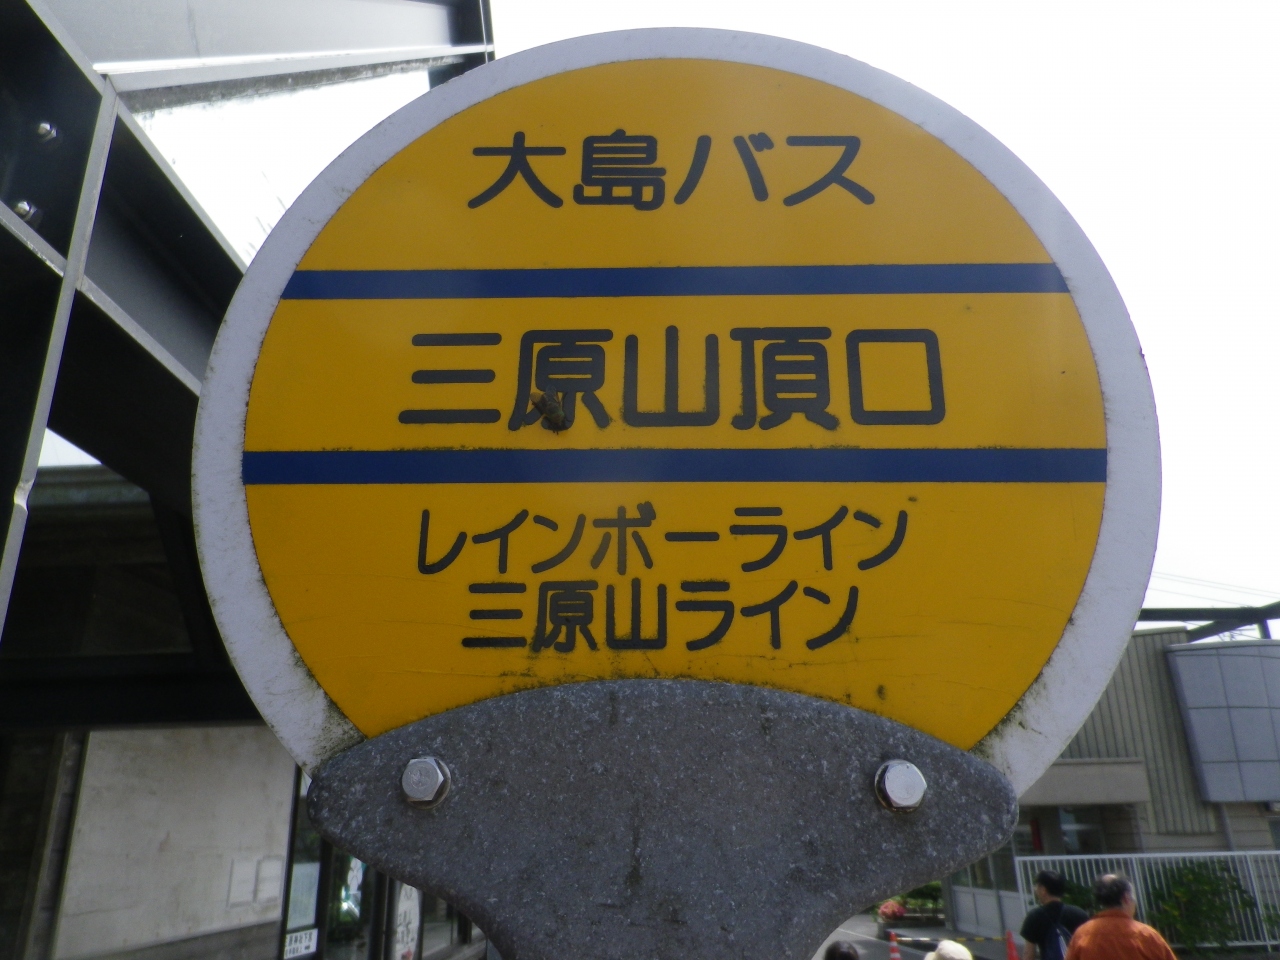 大島バス
三原山頂口
レインボーライン
三原山ライン